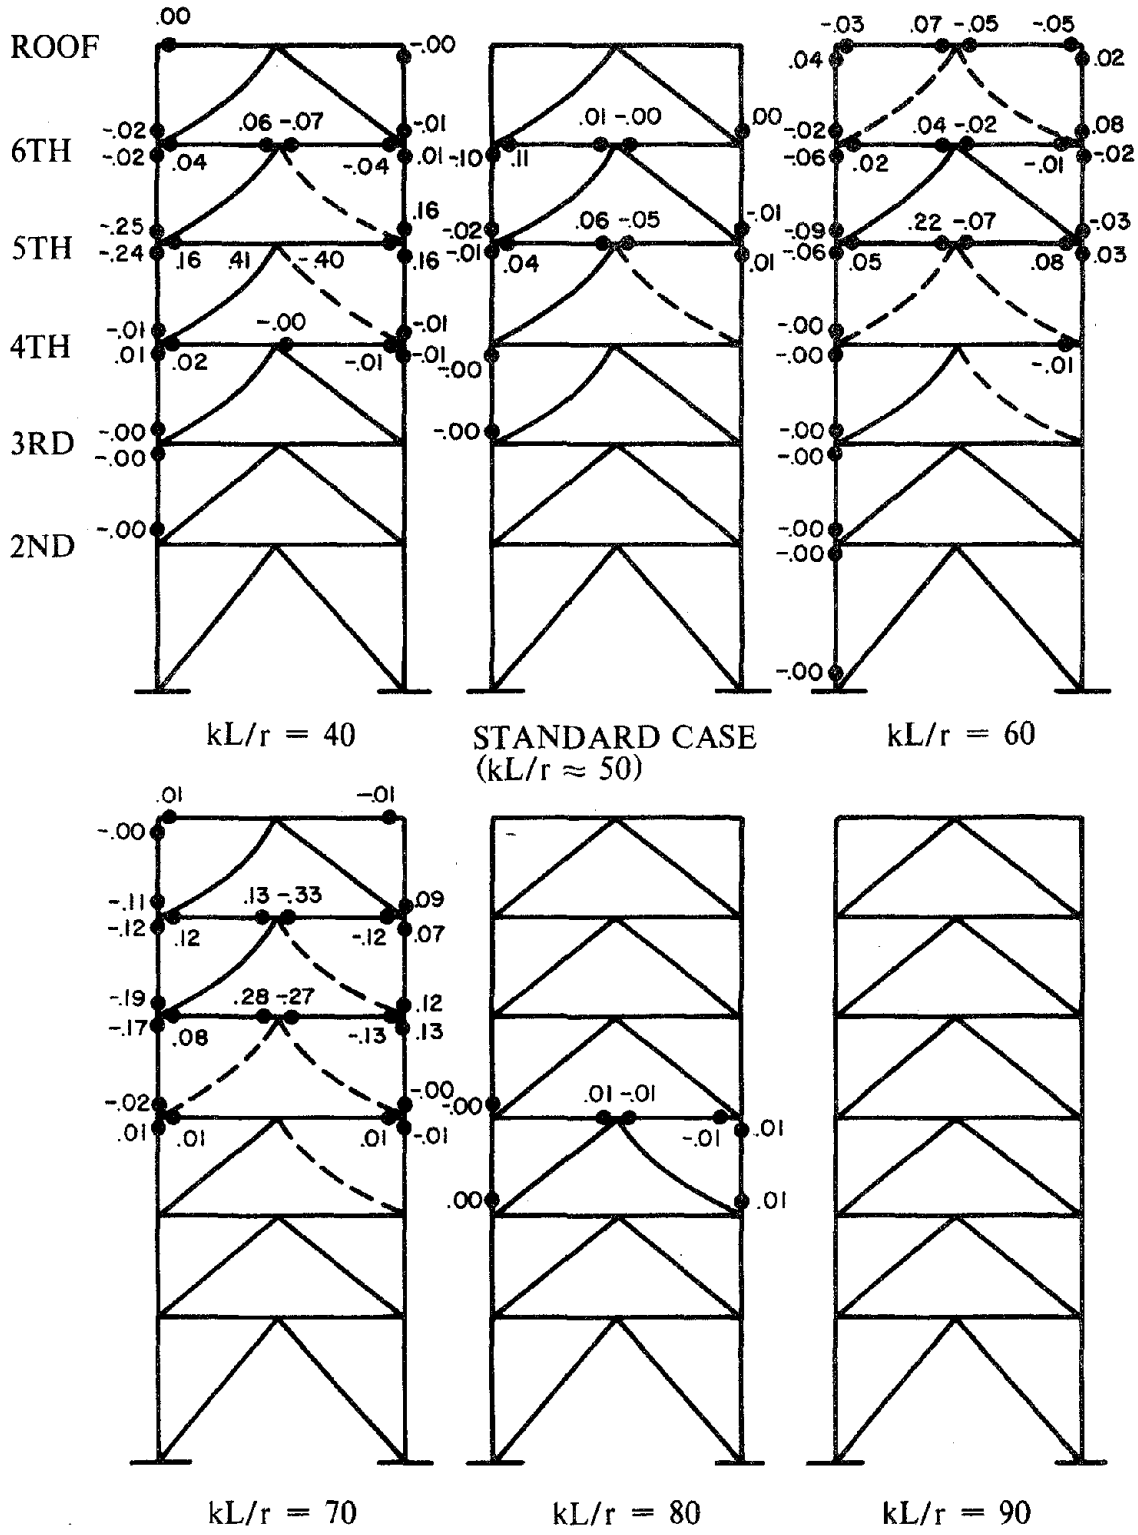 .00
-.03 .07 -.05 -.05
ROOF -.00 .04 .02
-.02 .06 -.07 -.01 .01 -.00 .00 -.02 .04 -.02 .08
6TH
-.02 .04 -.04 .01 -.10 .11 -.06 .02 -.01 -.02
-.25 .16 -.02 .06 -.05 -.01 -.09 .22 -.07 -.03
5TH
-.24 .16 .41 -.40 .16 -.01 .04 .01 -.06 .05 .08 .03
-.01 -.00 -.01 -.00
4TH
.01 .02 -.01 -.01 -.00 -.00 -.01
-.00 -.00 -.00
3RD
-.00 -.00
-.00 -.00
2ND -.00
-.00
kL/r = 40 STANDARD CASE kL/r = 60
(kL/r ≈ 50)
.01 -.01
-.00
-.11 .13 -.33 .09
-.12 .12 -.12 .07
-.19 .28 -.27 .12
-.17 .08 -.13 .13
-.02 -.00 -.00 .01 -.01
.01 .01 .01 -.01 -.01 .01
.00 .01
kL/r = 70 kL/r = 80 kL/r = 90